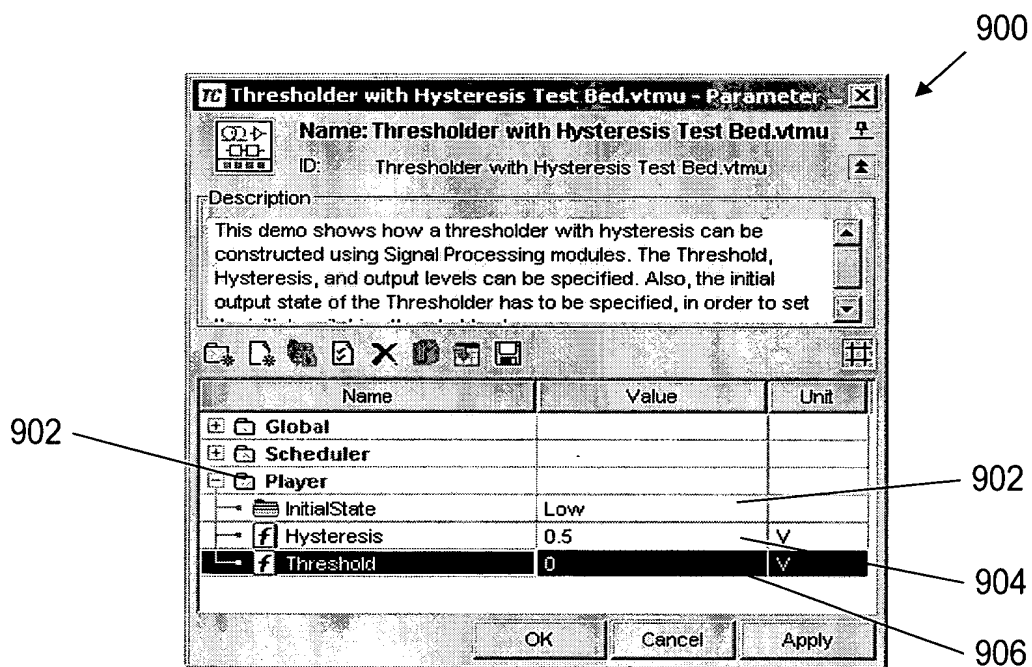 900
TC Thresholder with Hysteresis Test Bed.vtmu - Parameter ...
Name: Thresholder with Hysteresis Test Bed.vtmu
ID: Thresholder with Hysteresis Test Bed.vtmu
Description
This demo shows how a thresholder with hysteresis can be
constructed using Signal Processing modules. The Threshold,
Hysteresis, and output levels can be specified. Also, the initial
output state of the Thresholder has to be specified, in order to set
Name Value Unit
Global
Scheduler
902
Player
InitialState Low
902
f Hysteresis 0.5 V
f Threshold 0 V
904
OK Cancel Apply
906